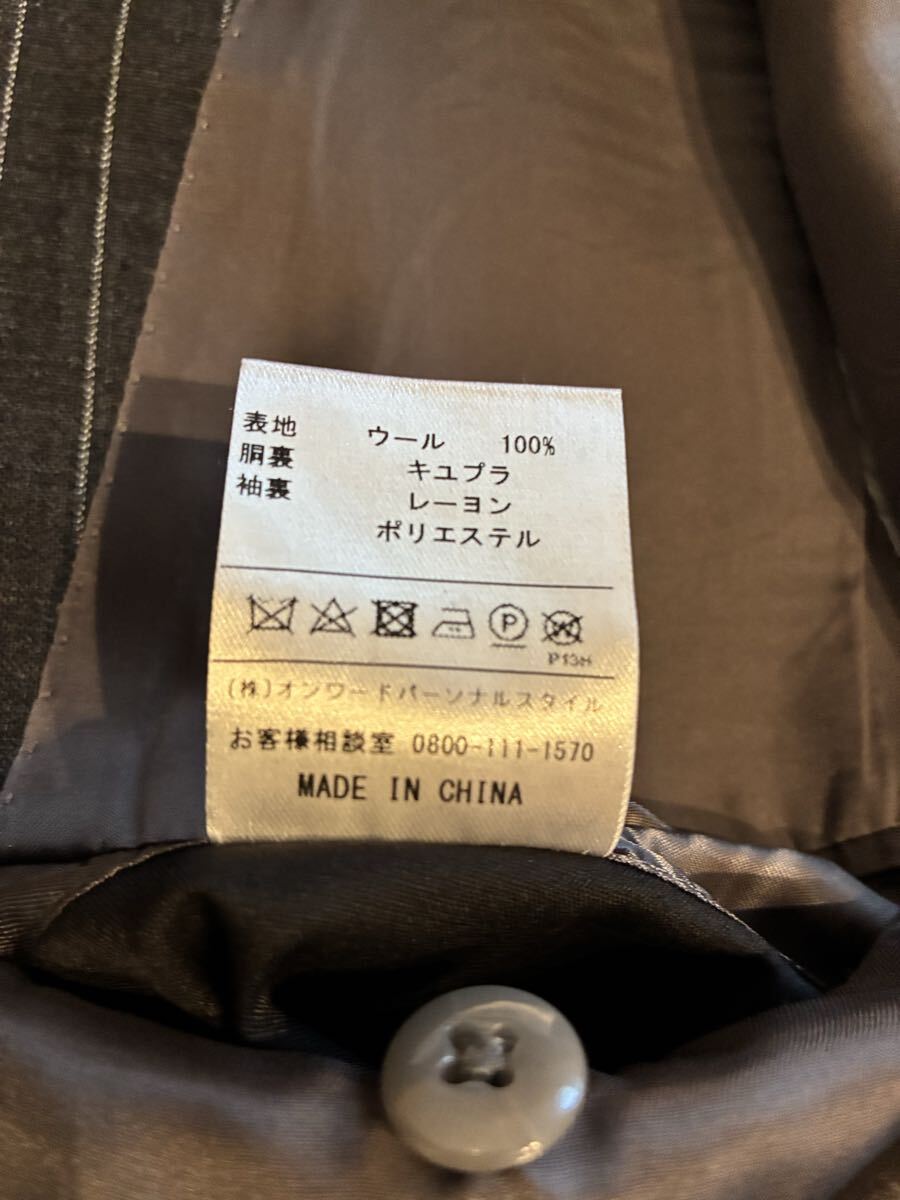 表地 ウール 100%
胴裏 キユプラ
袖裏 レーヨン
ポリエステル
P
W
P13H
(株)オンワードパーソナルスタイル
お客様相談室 0800-111-1570
MADE IN CHINA